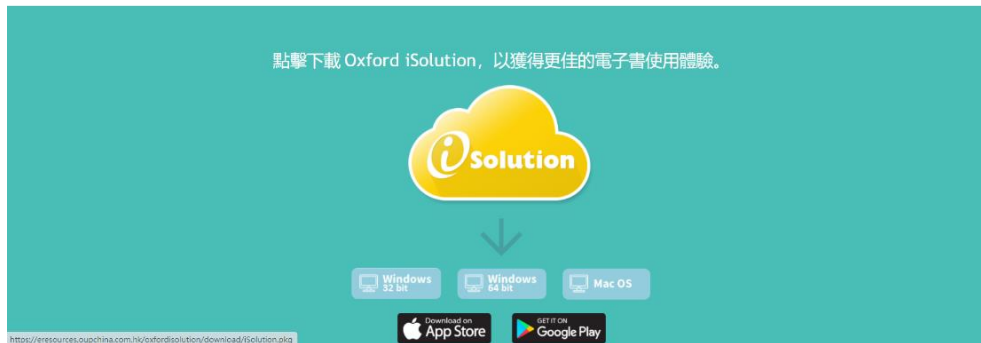 點擊下載 Oxford iSolution，以獲得更佳的電子書使用體驗。
iSolution
Windows
32 bit
Windows
64 bit
Mac OS
Download on
App Store
GET IT ON
Google Play
https://eresources.oupchina.com.hk/oxfordisolution/download/iSolution.pkg